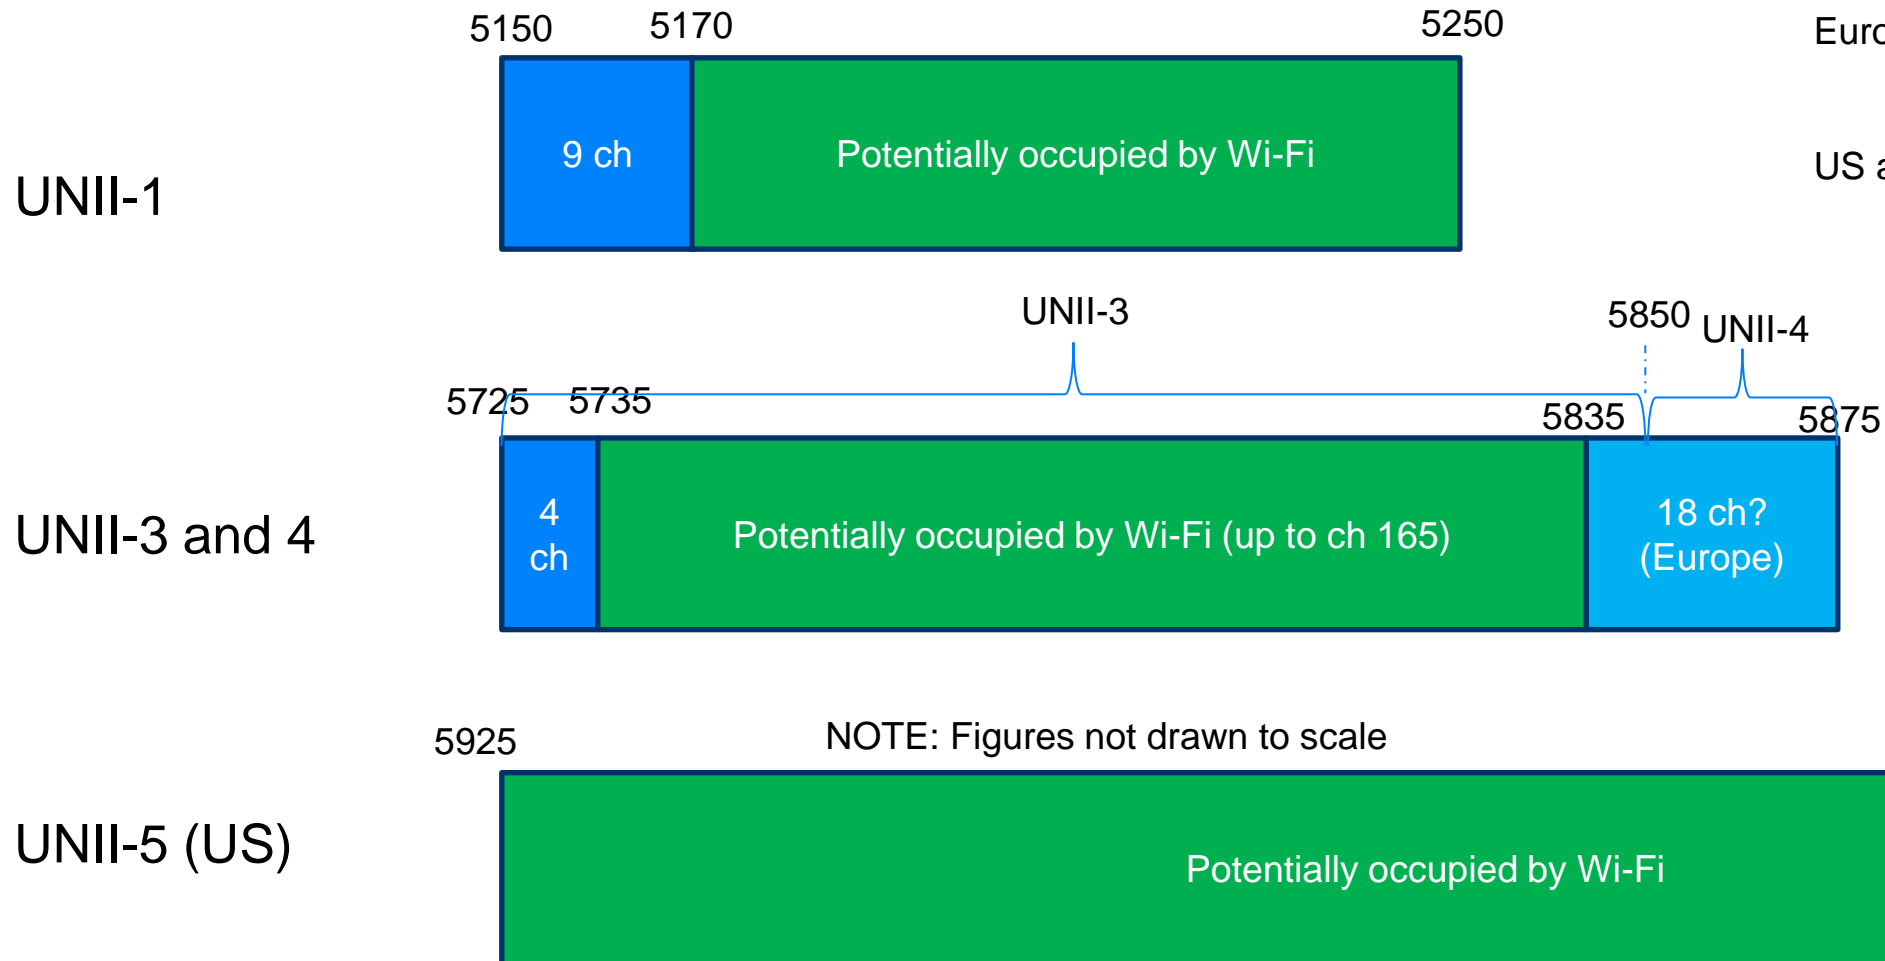 5150
5170
5250
Euro
9 ch
Potentially occupied by Wi-Fi
US a
UNII-1
UNII-3
5850
UNII-4
5725
5735
5835
5875
4
ch
Potentially occupied by Wi-Fi (up to ch 165)
18 ch?
(Europe)
UNII-3 and 4
5925
NOTE: Figures not drawn to scale
UNII-5 (US)
Potentially occupied by Wi-Fi